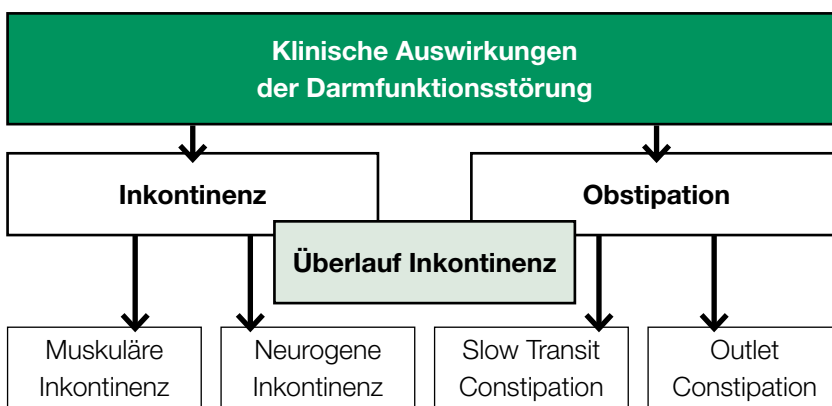 Klinische Auswirkungen
der Darmfunktionsstörung
Inkontinenz
Obstipation
Überlauf Inkontinenz
Muskuläre
Inkontinenz
Neurogene
Inkontinenz
Slow Transit
Constipation
Outlet
Constipation